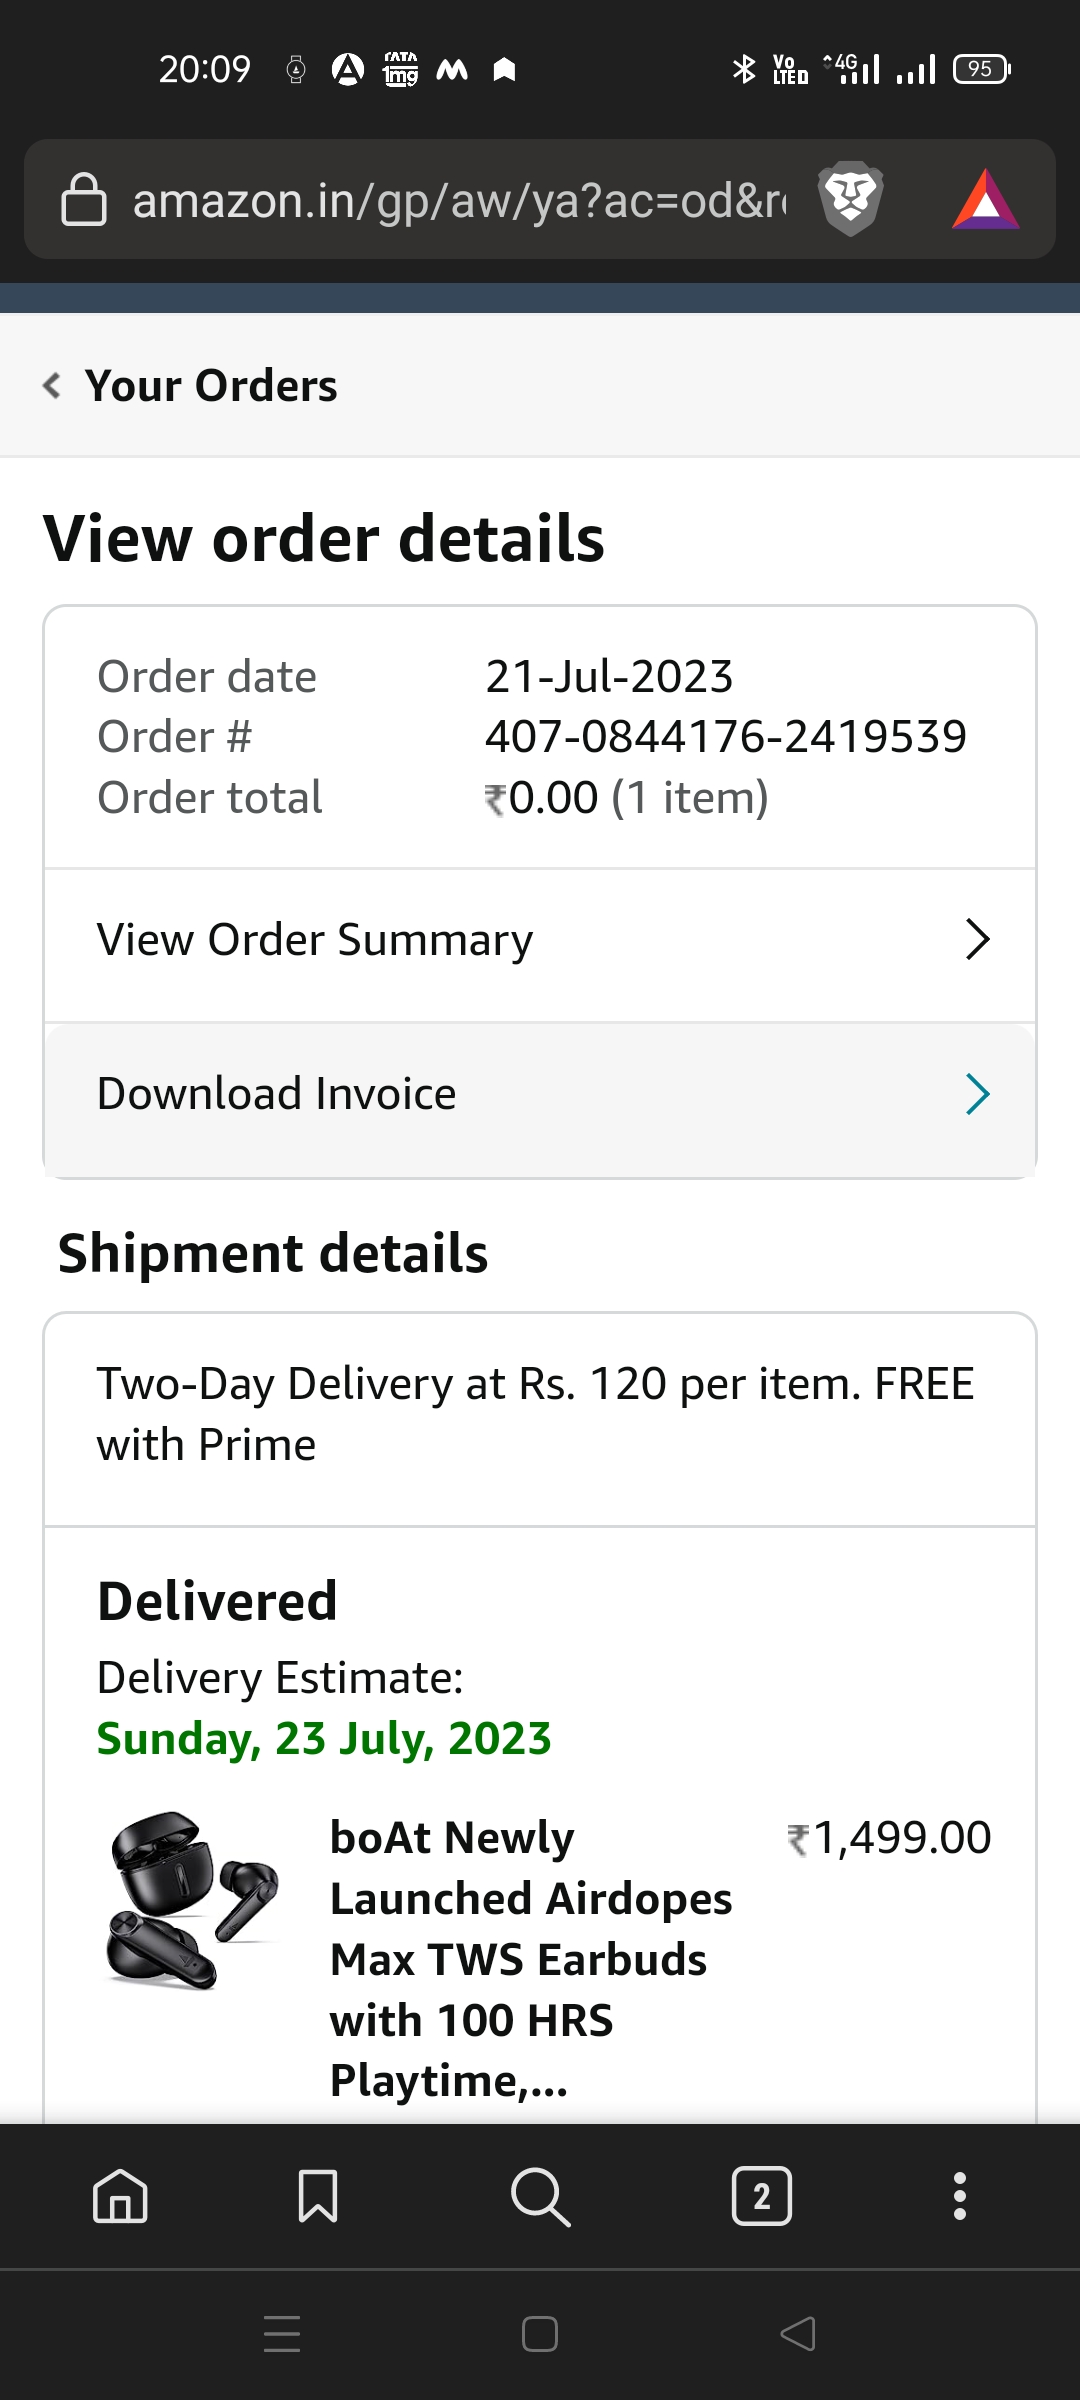 20:09
TATA
1mg
Vo
LTED
4G
95
amazon.in/gp/aw/ya?ac=od&r
Your Orders
View order details
Order date 21-Jul-2023
Order # 407-0844176-2419539
Order total ₹0.00 (1 item)
View Order Summary
Download Invoice
Shipment details
Two-Day Delivery at Rs. 120 per item. FREE
with Prime
Delivered
Delivery Estimate:
Sunday, 23 July, 2023
boAt Newly ₹1,499.00
Launched Airdopes
Max TWS Earbuds
with 100 HRS
Playtime,...
2